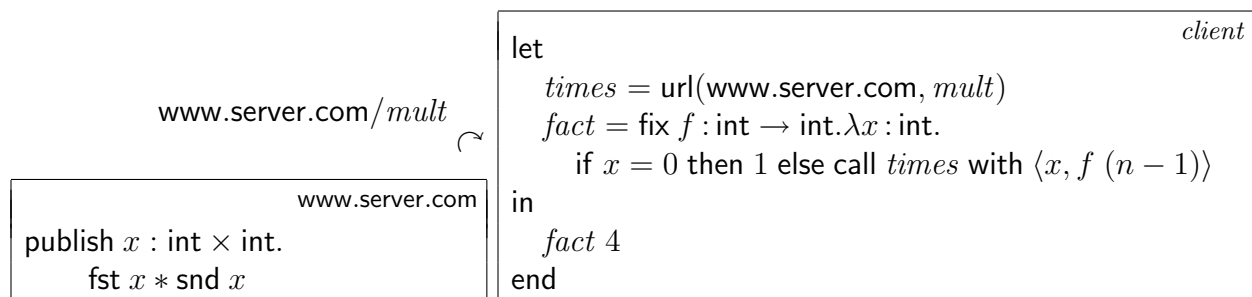 www.server.com/mult
www.server.com
publish x : int × int.
fst x ∗ snd x
client
let
times = url(www.server.com, mult)
fact = fix f : int → int.λx : int.
if x = 0 then 1 else call times with ⟨x, f (n − 1)⟩
in
fact 4
end